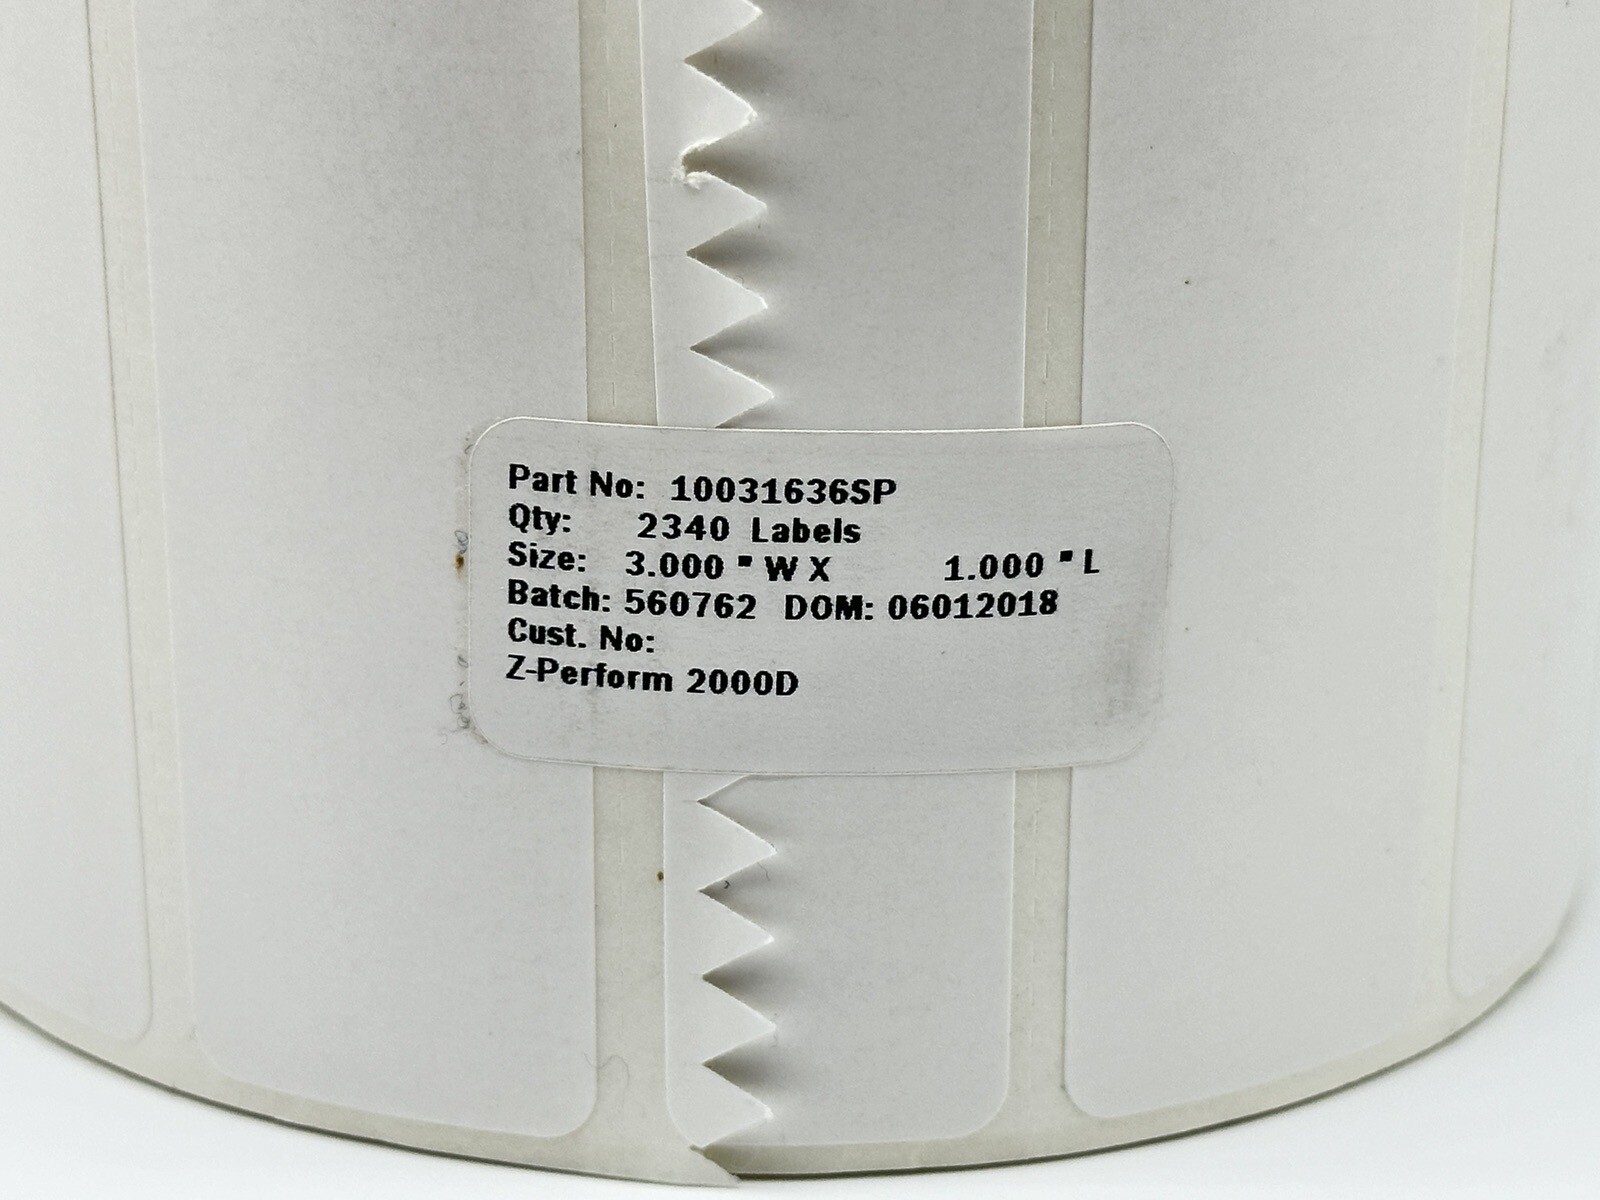 Part No: 10031636SP
Qty: 2340 Labels
Size: 3.000 " W X 1.000 " L
Batch: 560762 DOM: 06012018
Cust. No:
Z-Perform 2000D